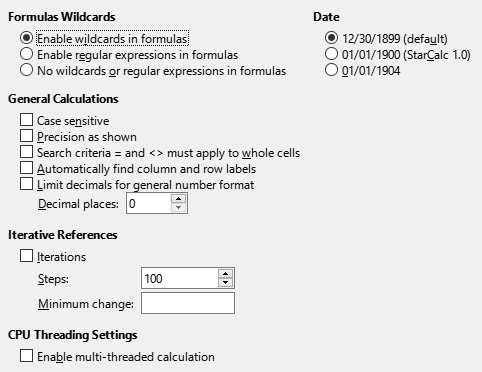 Formulas Wildcards
Enable wildcards in formulas
Enable regular expressions in formulas
No wildcards or regular expressions in formulas
Date
12/30/1899 (default)
01/01/1900 (StarCalc 1.0)
01/01/1904
General Calculations
Case sensitive
Precision as shown
Search criteria = and <> must apply to whole cells
Automatically find column and row labels
Limit decimals for general number format
Decimal places: 0
Iterative References
Iterations
Steps: 100
Minimum change:
CPU Threading Settings
Enable multi-threaded calculation